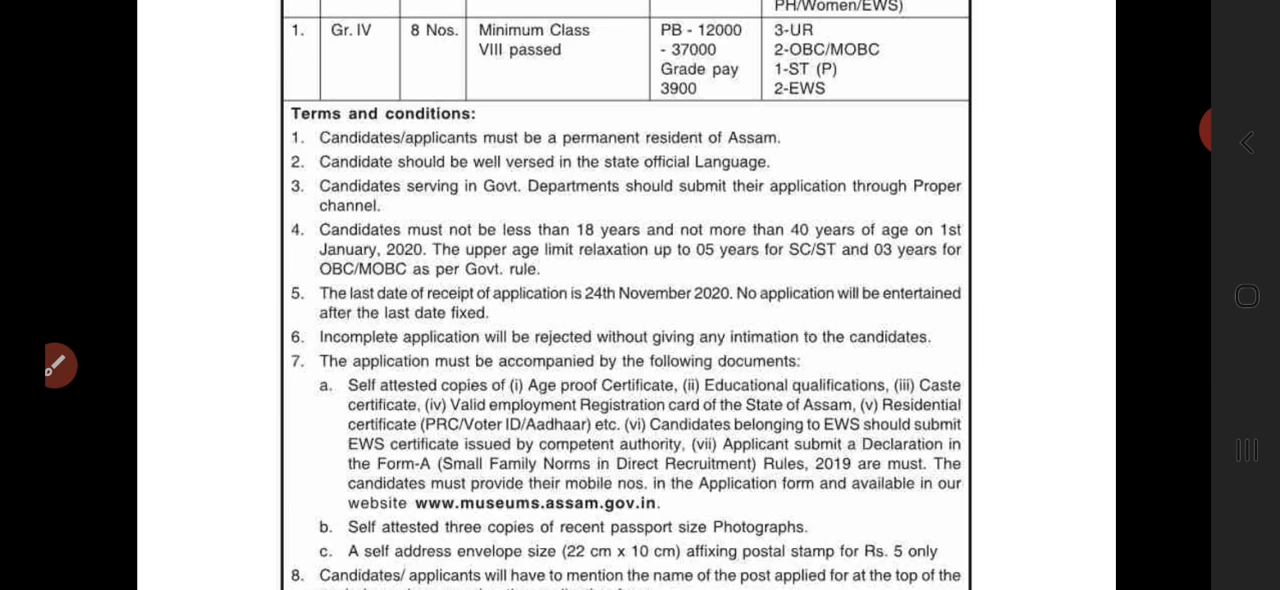 PH/Women/EWS)
1. Gr. IV 8 Nos. Minimum Class PB - 12000 3-UR
VIII passed - 37000 2-OBC/MOBC
Grade pay 1-ST (P)
3900 2-EWS
Terms and conditions:
1. Candidates/applicants must be a permanent resident of Assam.
2. Candidate should be well versed in the state official Language.
3. Candidates serving in Govt. Departments should submit their application through Proper
channel.
4. Candidates must not be less than 18 years and not more than 40 years of age on 1st
January, 2020. The upper age limit relaxation up to 05 years for SC/ST and 03 years for
OBC/MOBC as per Govt. rule.
5. The last date of receipt of application is 24th November 2020. No application will be entertained
after the last date fixed.
6. Incomplete application will be rejected without giving any intimation to the candidates.
7. The application must be accompanied by the following documents:
a. Self attested copies of (i) Age proof Certificate, (ii) Educational qualifications, (iii) Caste
certificate, (iv) Valid employment Registration card of the State of Assam, (v) Residential
certificate (PRC/Voter ID/Aadhaar) etc. (vi) Candidates belonging to EWS should submit
EWS certificate issued by competent authority, (vii) Applicant submit a Declaration in
the Form-A (Small Family Norms in Direct Recruitment) Rules, 2019 are must. The
candidates must provide their mobile nos. in the Application form and available in our
website www.museums.assam.gov.in.
b. Self attested three copies of recent passport size Photographs.
c. A self address envelope size (22 cm x 10 cm) affixing postal stamp for Rs. 5 only
8. Candidates/ applicants will have to mention the name of the post applied for at the top of the